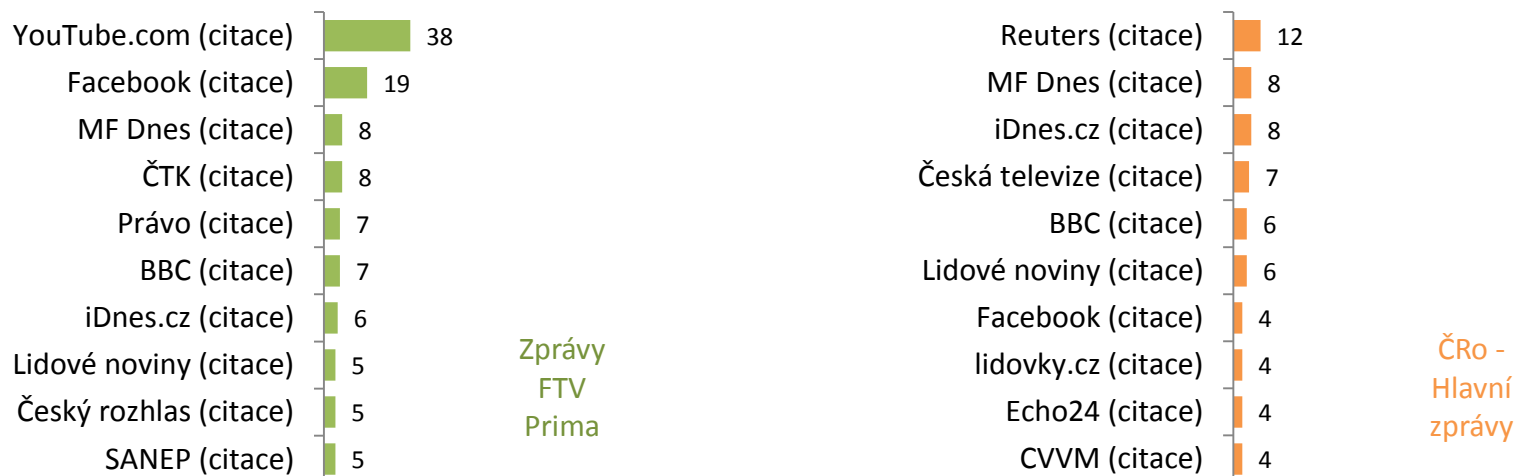 YouTube.com (citace) 38
Facebook (citace) 19
MF Dnes (citace) 8
ČTK (citace) 8
Právo (citace) 7
BBC (citace) 7
iDnes.cz (citace) 6
Lidové noviny (citace) 5
Český rozhlas (citace) 5
SANEP (citace) 5
Zprávy
FTV
Prima
Reuters (citace) 12
MF Dnes (citace) 8
iDnes.cz (citace) 8
Česká televize (citace) 7
BBC (citace) 6
Lidové noviny (citace) 6
Facebook (citace) 4
lidovky.cz (citace) 4
Echo24 (citace) 4
CVVM (citace) 4
ČRo -
Hlavní
zprávy